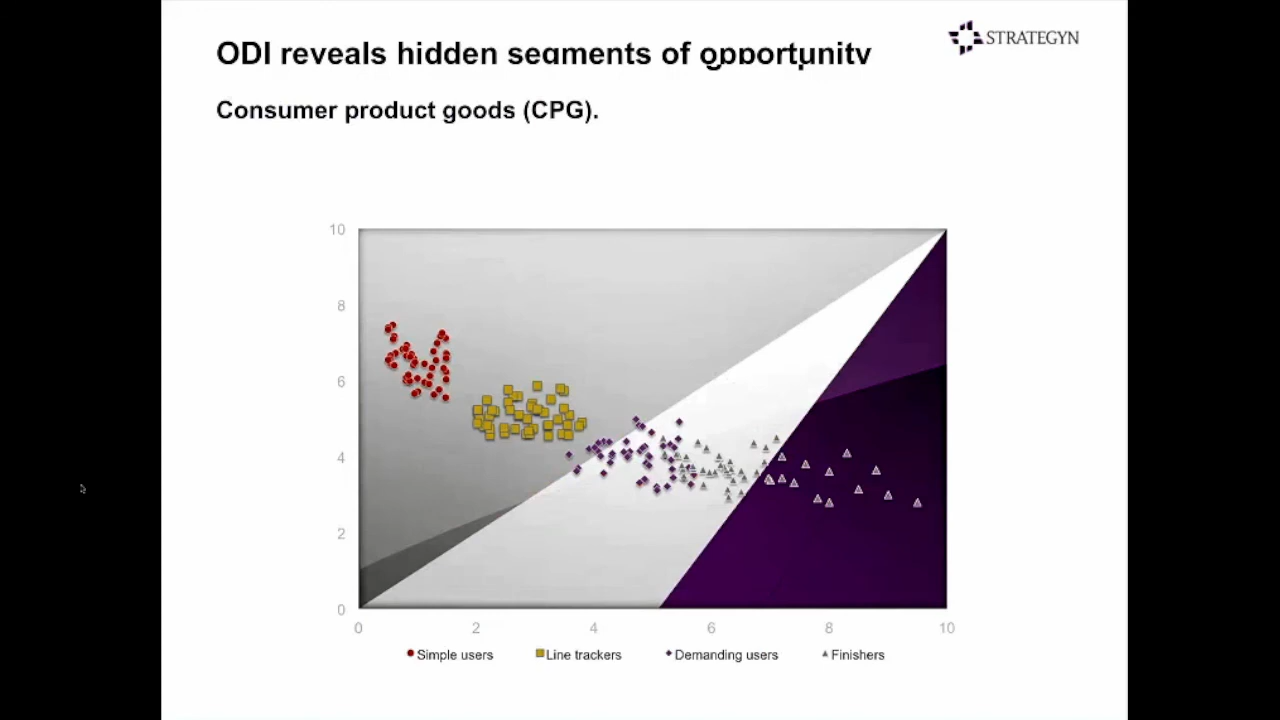 ODI reveals hidden segments of opportunity
STRATEGYN
Consumer product goods (CPG).
10
8
6
4
2
0
0 2 4 6 8 10
Simple users Line trackers Demanding users Finishers